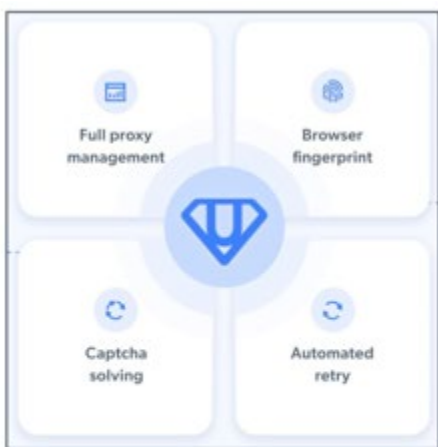 Full proxy
management
Browser
fingerprint
U
Captcha
solving
Automated
retry